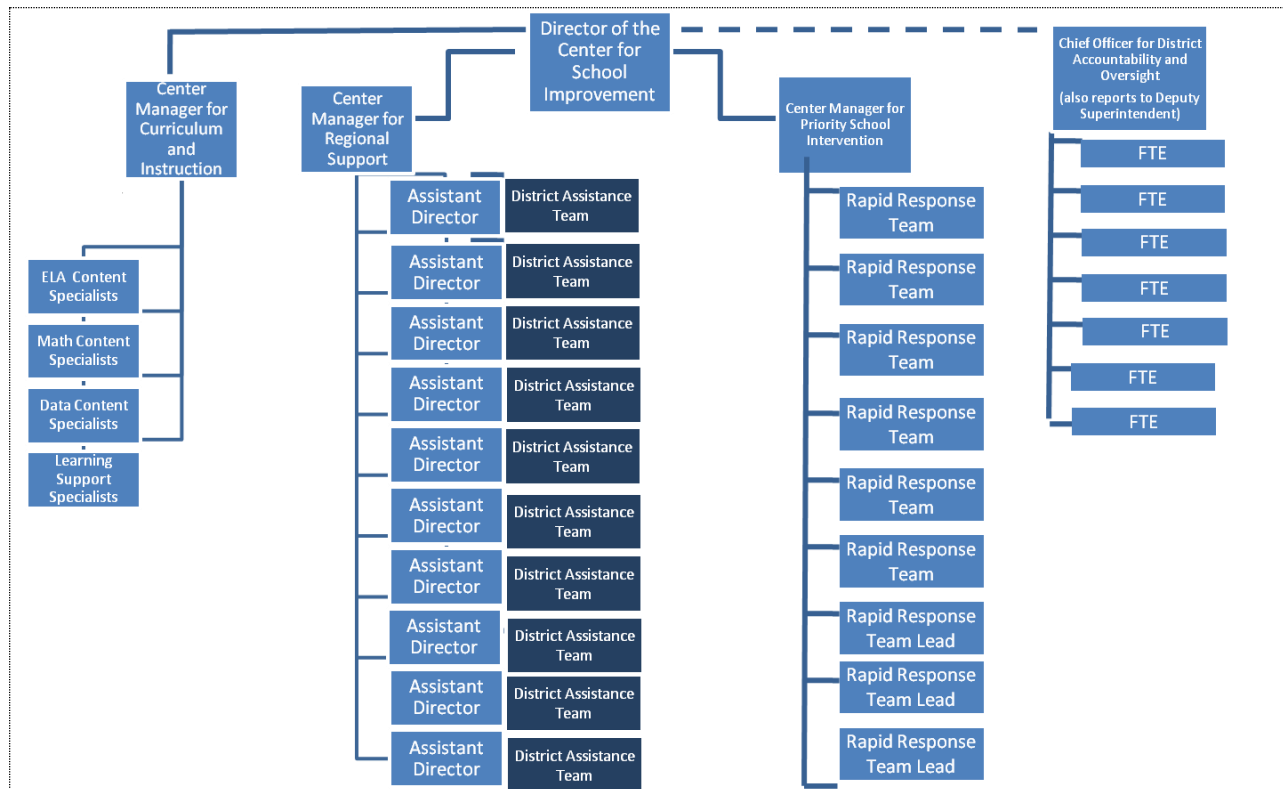 Director of the
Center for
School
Improvement
Chief Officer for District
Accountability and
Oversight
(also reports to Deputy
Superintendent)
Center
Manager for
Curriculum
and
Instruction
Center
Manager for
Regional
Support
Center Manager for
Priority School
Intervention
ELA Content
Specialists
Math Content
Specialists
Data Content
Specialists
Learning
Support
Specialists
Assistant
Director
District Assistance
Team
Assistant
Director
District Assistance
Team
Assistant
Director
District Assistance
Team
Assistant
Director
District Assistance
Team
Assistant
Director
District Assistance
Team
Assistant
Director
District Assistance
Team
Assistant
Director
District Assistance
Team
Assistant
Director
District Assistance
Team
Assistant
Director
District Assistance
Team
Assistant
Director
District Assistance
Team
Rapid Response
Team
Rapid Response
Team
Rapid Response
Team
Rapid Response
Team
Rapid Response
Team
Rapid Response
Team
Rapid Response
Team Lead
Rapid Response
Team Lead
Rapid Response
Team Lead
FTE
FTE
FTE
FTE
FTE
FTE
FTE